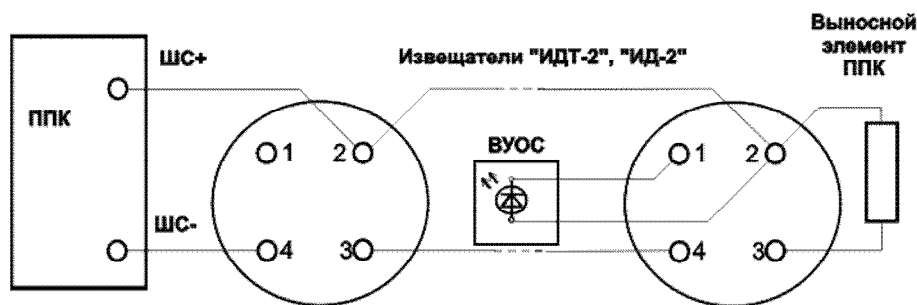 ШС+
Извещатели "ИДТ-2", "ИД-2"
Выносной
элемент
ППК
ППК
1 2
ВУОС
1 2
ШС-
4 3
4 3